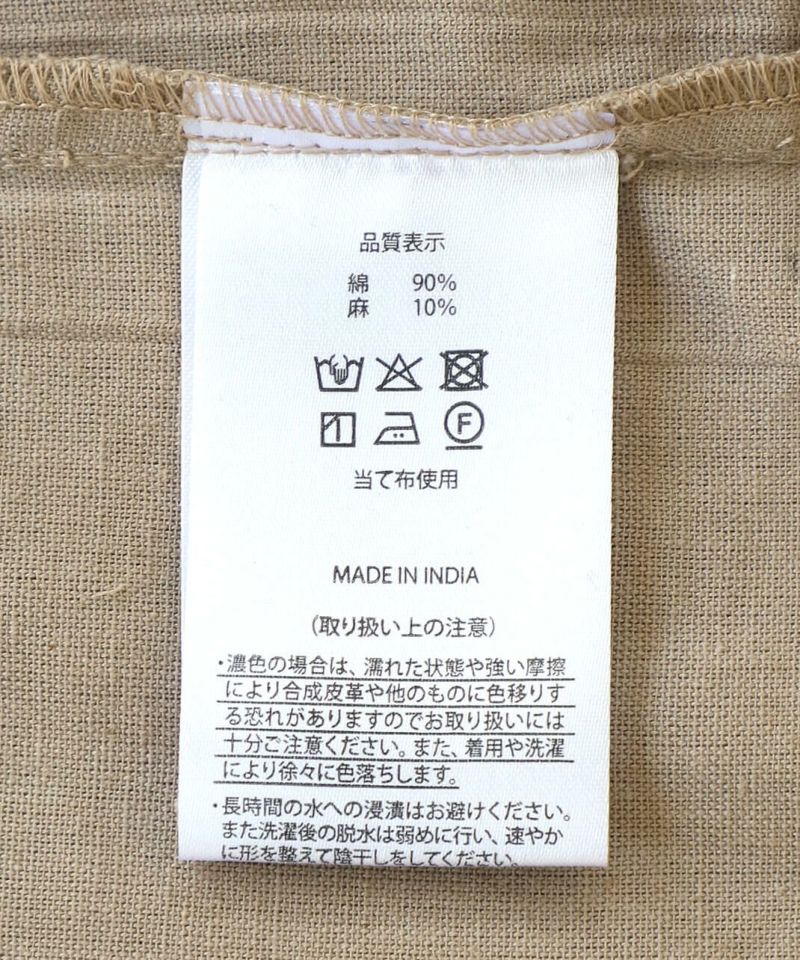 品質表示
綿 90%
麻 10%
F
当て布使用
MADE IN INDIA
(取り扱い上の注意)
・濃色の場合は、濡れた状態や強い摩擦
により合成皮革や他のものに色移りす
る恐れがありますのでお取り扱いには
十分ご注意ください。また、着用や洗濯
により徐々に色落ちします。
・長時間の水への浸漬はお避けください。
また洗濯後の脱水は弱めに行い、速やか
に形を整えて陰干しをしてください。